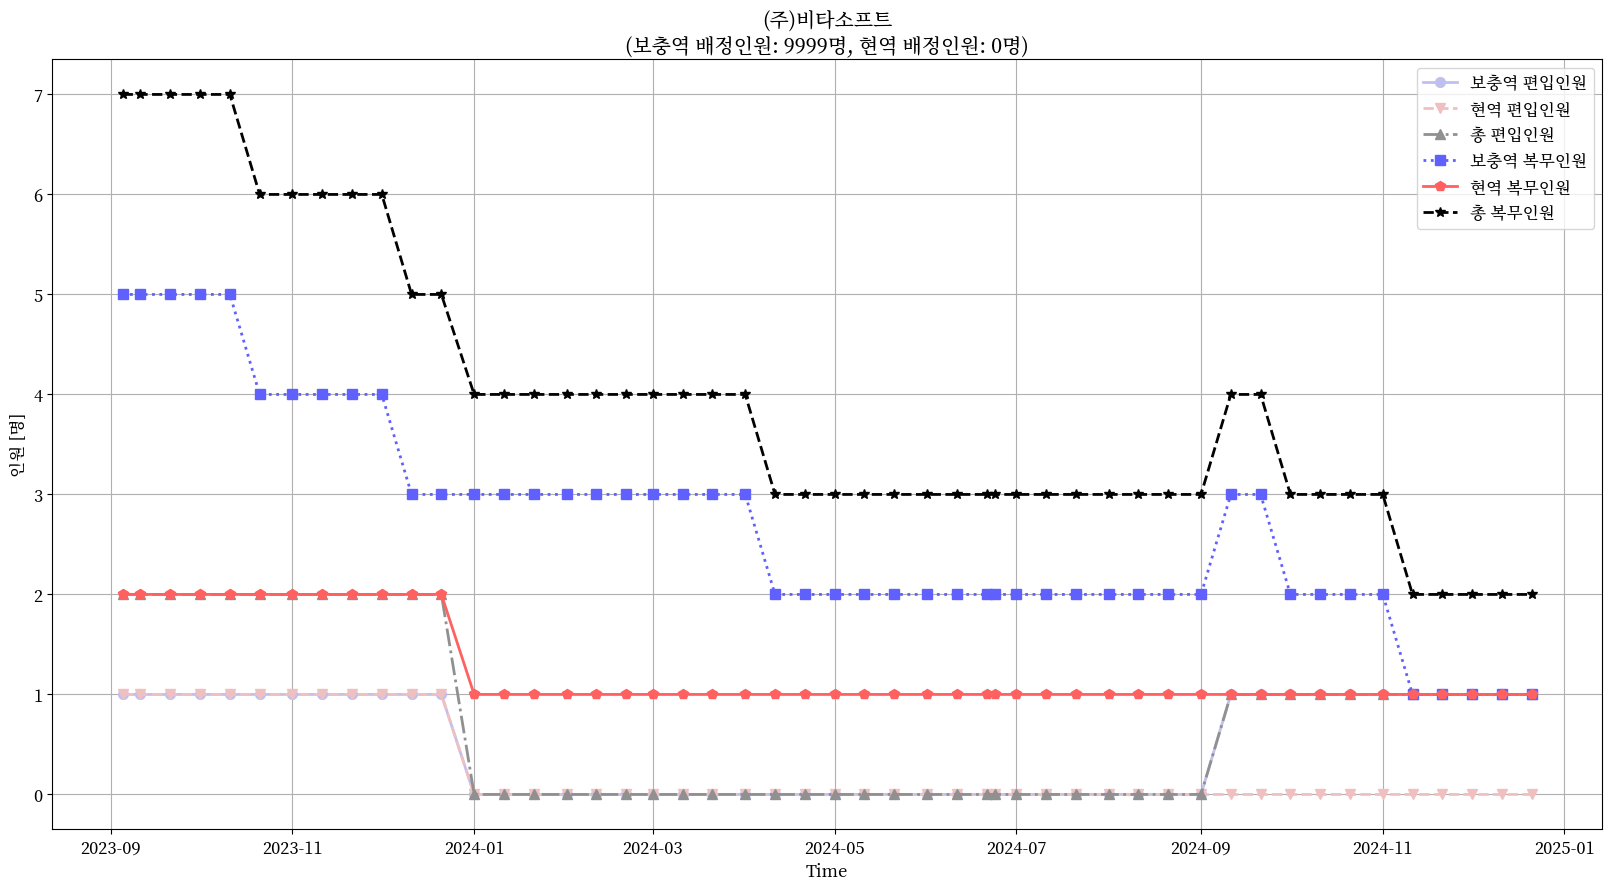 (주)비타소프트
(보충역 배정인원: 9999명, 현역 배정인원: 0명)
보충역 편입인원
현역 편입인원
총 편입인원
보충역 복무인원
현역 복무인원
총 복무인원
인원 [명]
7
6
5
4
3
2
1
0
2023-09
2023-11
2024-01
2024-03
2024-05
2024-07
2024-09
2024-11
2025-01
Time